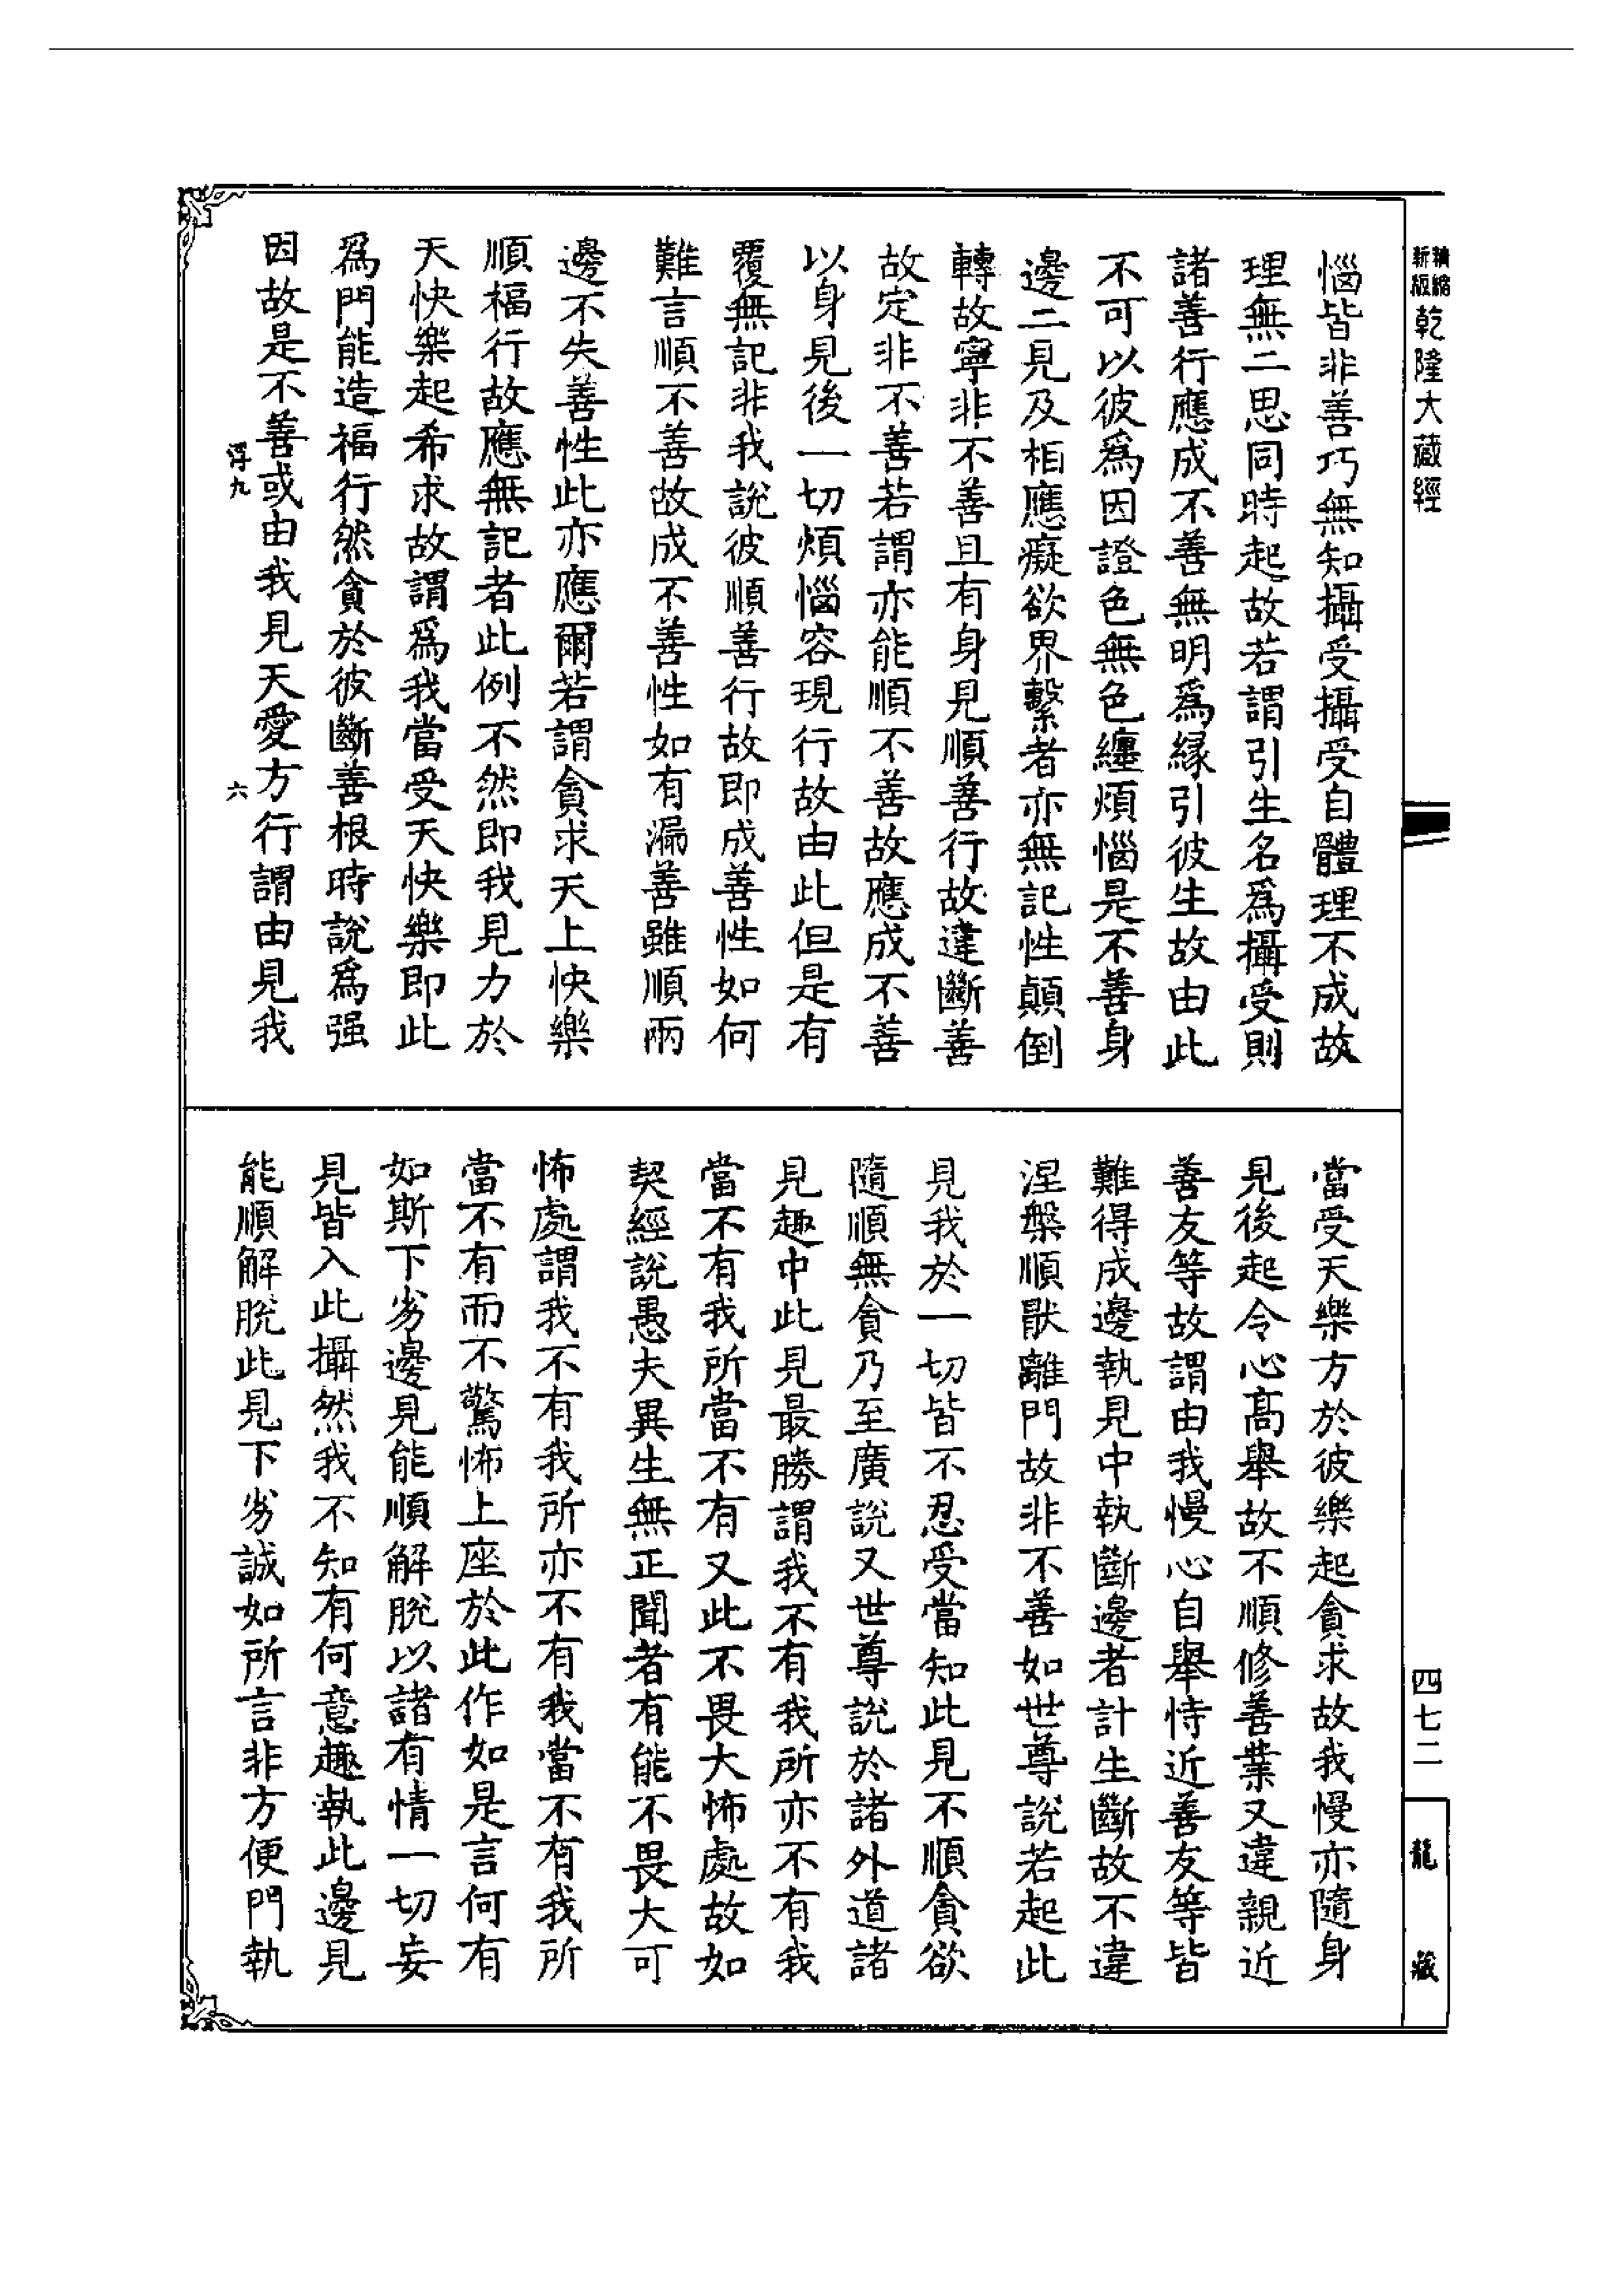 精縮
新版
乾隆大藏經
四七二
龍藏
惱皆非善巧無知攝受攝受自體理不成故
理無二思同時起故若謂引生名爲攝受則
諸善行應成不善無明爲緣引彼生故由此
不可以彼爲因證色無色纏煩惱是不善身
邊二見及相應癡欲界繫者亦無記性顛倒
轉故寧非不善且有身見順善行故違斷善
故定非不善若謂亦能順不善故應成不善
以身見後一切煩惱容現行故由此但是有
覆無記非我說彼順善行故即成善性如何
難言順不善故成不善性如有漏善雖順兩
邊不失善性此亦應爾若謂貪求天上快樂
順福行故應無記者此例不然即我見力於
天快樂起希求故謂爲我當受天快樂即此
爲門能造福行然貪於彼斷善根時說爲强
因故是不善或由我見天愛方行謂由見我
浮九
六
當受天樂方於彼樂起貪求故我慢亦隨身
見後起令心高舉故不順修善業又違親近
善友等故謂由我慢心自舉恃近善友等皆
難得成邊執見中執斷邊者計生斷故不違
涅槃順厭離門故非不善如世尊說若起此
見我於一切皆不忍受當知此見不順貪欲
隨順無貪乃至廣說又世尊說於諸外道諸
見趣中此見最勝謂我不有我所亦不有我
當不有我所當不有又此不畏大怖處故如
契經說愚夫異生無正聞者有能不畏大可
怖處謂我不有我所亦不有我當不有我所
當不有而不驚怖上座於此作如是言何有
如斯下劣邊見能順解脫以諸有情一切妄
見皆入此攝然我不知有何意趣執此邊見
能順解脫此見下劣誠如所言非方便門執